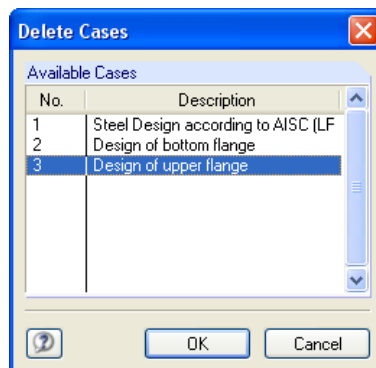 Delete Cases
Available Cases
No. Description
1 Steel Design according to AISC (LF
2 Design of bottom flange
3 Design of upper flange
OK Cancel